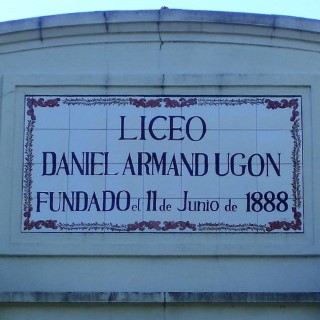 LICEO
DANIEL ARMAND UGON
FUNDADO el 11 de Junio de 1888